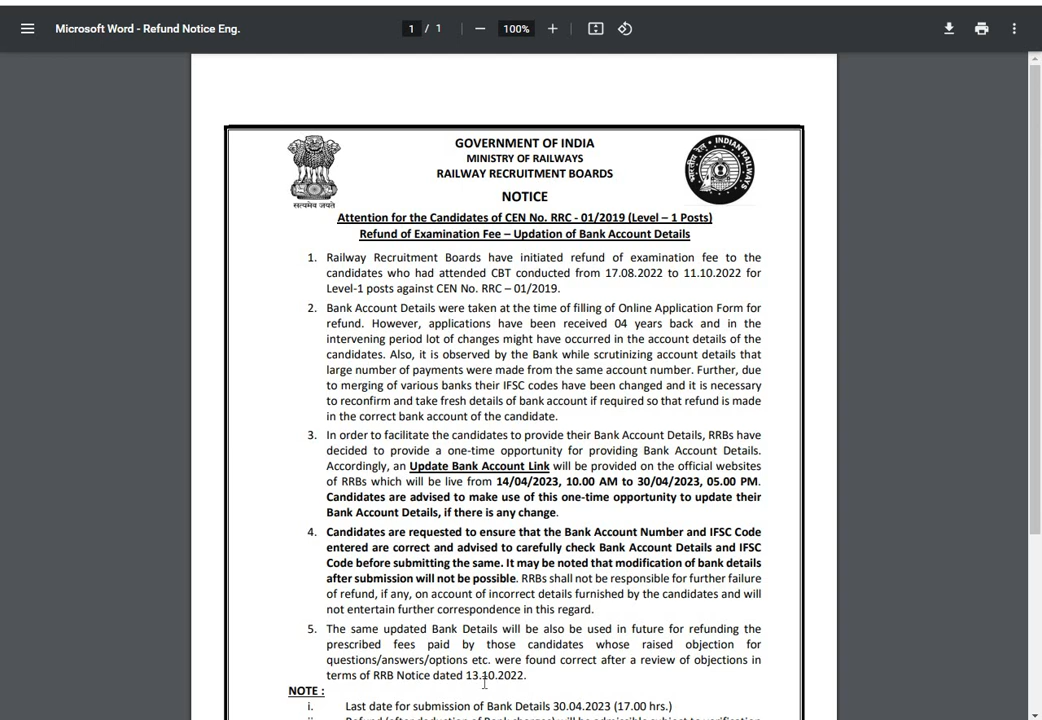 Microsoft Word - Refund Notice Eng.
1 / 1
100%
GOVERNMENT OF INDIA
MINISTRY OF RAILWAYS
RAILWAY RECRUITMENT BOARDS
सत्यमेव जयते
INDIAN RAILWAYS
भारतीय रेल
NOTICE
Attention for the Candidates of CEN No. RRC - 01/2019 (Level – 1 Posts)
Refund of Examination Fee – Updation of Bank Account Details
1. Railway Recruitment Boards have initiated refund of examination fee to the
candidates who had attended CBT conducted from 17.08.2022 to 11.10.2022 for
Level-1 posts against CEN No. RRC – 01/2019.
2. Bank Account Details were taken at the time of filling of Online Application Form for
refund. However, applications have been received 04 years back and in the
intervening period lot of changes might have occurred in the account details of the
candidates. Also, it is observed by the Bank while scrutinizing account details that
large number of payments were made from the same account number. Further, due
to merging of various banks their IFSC codes have been changed and it is necessary
to reconfirm and take fresh details of bank account if required so that refund is made
in the correct bank account of the candidate.
3. In order to facilitate the candidates to provide their Bank Account Details, RRBs have
decided to provide a one-time opportunity for providing Bank Account Details.
Accordingly, an Update Bank Account Link will be provided on the official websites
of RRBs which will be live from 14/04/2023, 10.00 AM to 30/04/2023, 05.00 PM.
Candidates are advised to make use of this one-time opportunity to update their
Bank Account Details, if there is any change.
4. Candidates are requested to ensure that the Bank Account Number and IFSC Code
entered are correct and advised to carefully check Bank Account Details and IFSC
Code before submitting the same. It may be noted that modification of bank details
after submission will not be possible. RRBs shall not be responsible for further failure
of refund, if any, on account of incorrect details furnished by the candidates and will
not entertain further correspondence in this regard.
5. The same updated Bank Details will be also be used in future for refunding the
prescribed fees paid by those candidates whose raised objection for
questions/answers/options etc. were found correct after a review of objections in
terms of RRB Notice dated 13.10.2022.
NOTE :
i. Last date for submission of Bank Details 30.04.2023 (17.00 hrs.)
ii. Refund (after deduction of Bank charges) will be admissible subject to verification